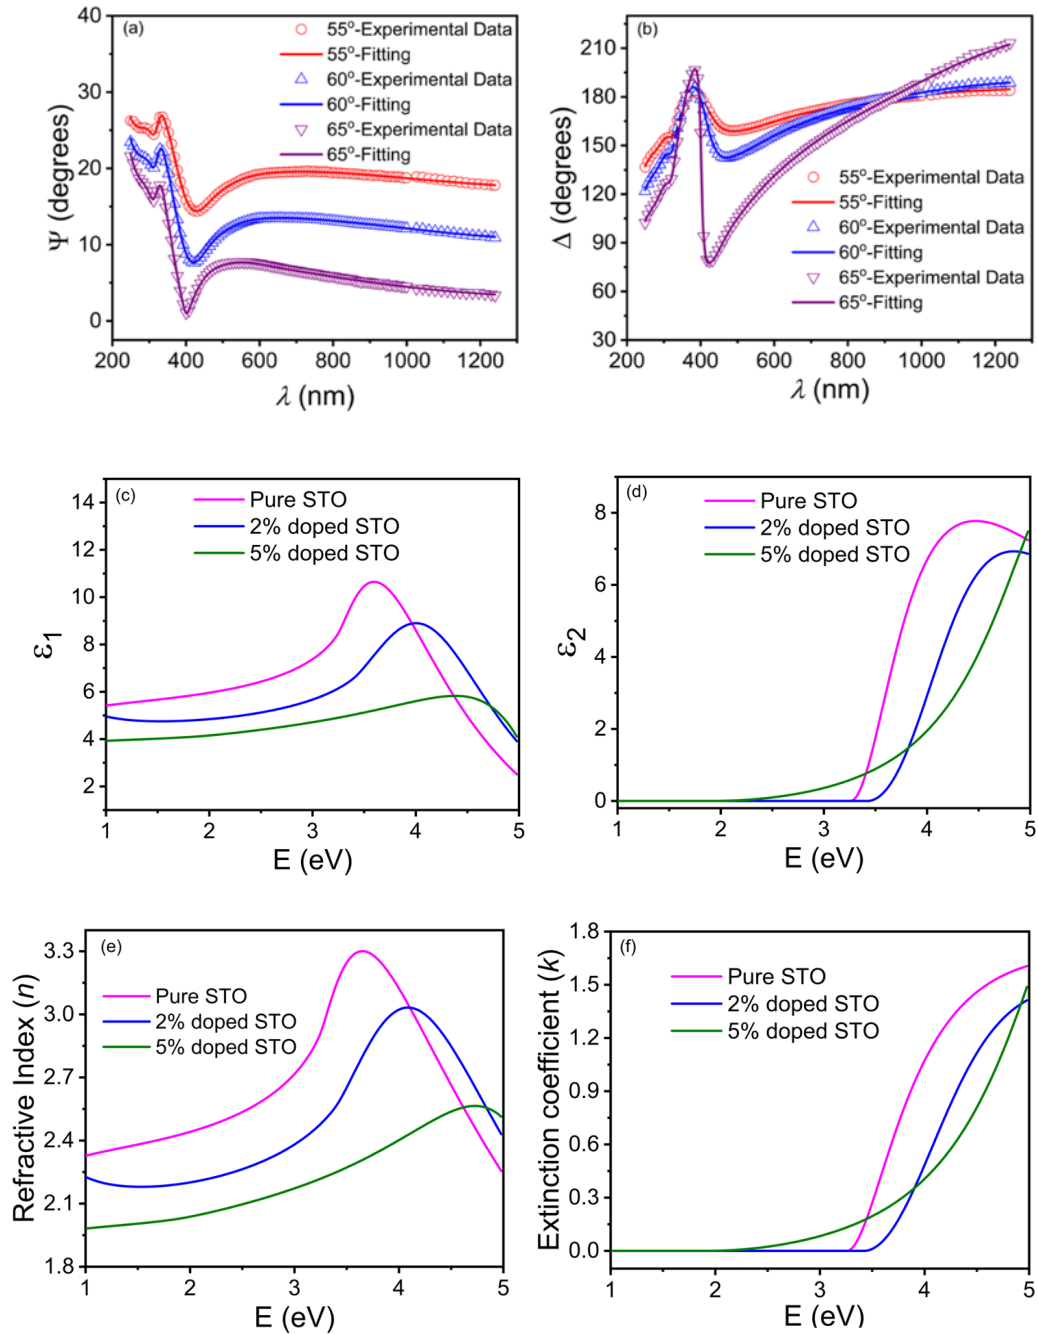 (a)
55°-Experimental Data
55°-Fitting
60°-Experimental Data
60°-Fitting
65°-Experimental Data
65°-Fitting
Ψ (degrees)
40
30
20
10
0
200 400 600 800 1000 1200
λ (nm)
(b)
55°-Experimental Data
55°-Fitting
60°-Experimental Data
60°-Fitting
65°-Experimental Data
65°-Fitting
Δ (degrees)
210
180
150
120
90
60
30
200 400 600 800 1000 1200
λ (nm)
(c)
Pure STO
2% doped STO
5% doped STO
ε1
14
12
10
8
6
4
2
1 2 3 4 5
E (eV)
(d)
Pure STO
2% doped STO
5% doped STO
ε2
8
6
4
2
0
1 2 3 4 5
E (eV)
(e)
Pure STO
2% doped STO
5% doped STO
Refractive Index (n)
3.3
3.0
2.7
2.4
2.1
1.8
1 2 3 4 5
E (eV)
(f)
Pure STO
2% doped STO
5% doped STO
Extinction coefficient (k)
1.8
1.5
1.2
0.9
0.6
0.3
0.0
1 2 3 4 5
E (eV)